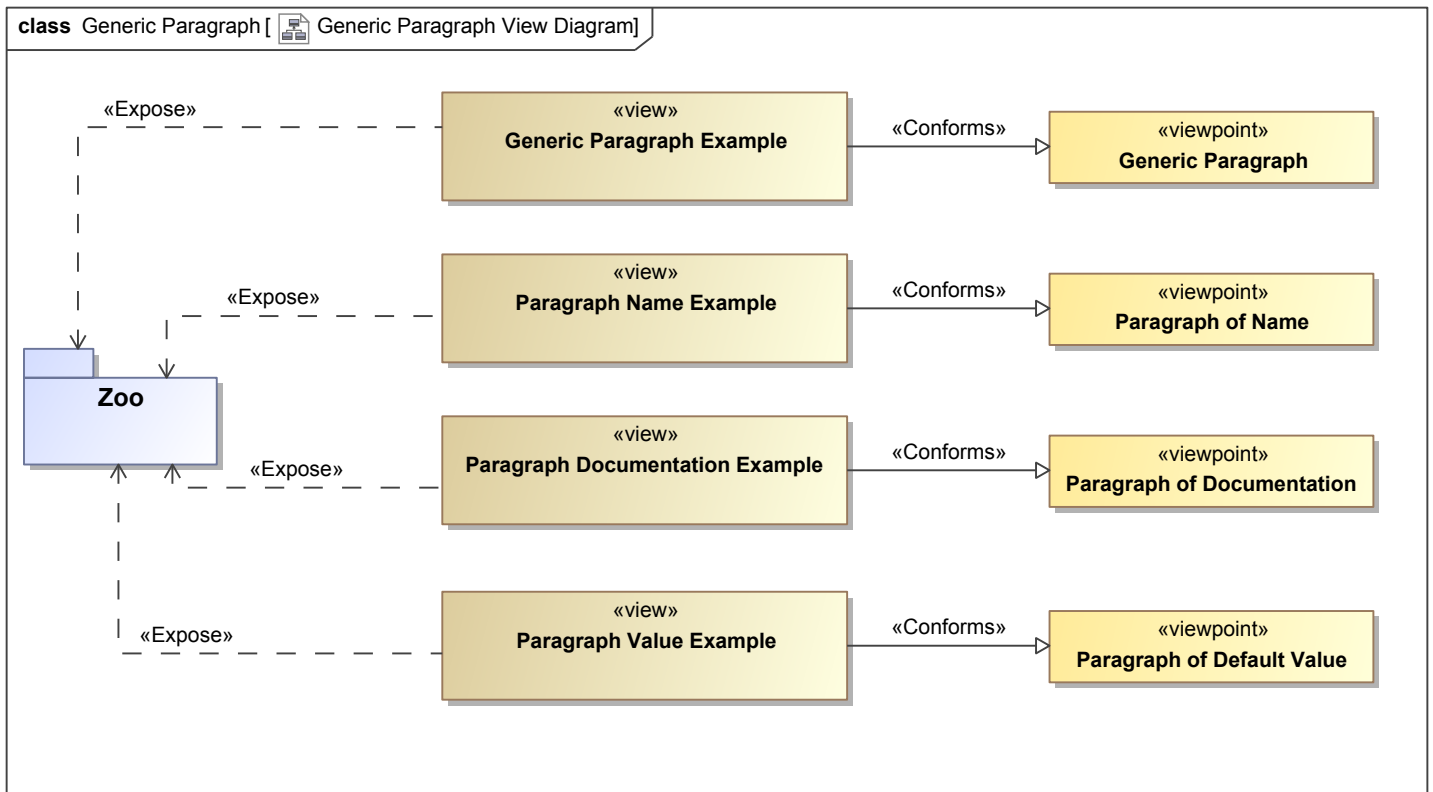 class Generic Paragraph [ Generic Paragraph View Diagram]
«Expose»
«view»
Generic Paragraph Example
«Conforms»
«viewpoint»
Generic Paragraph
«Expose»
«view»
Paragraph Name Example
«Conforms»
«viewpoint»
Paragraph of Name
Zoo
«Expose»
«view»
Paragraph Documentation Example
«Conforms»
«viewpoint»
Paragraph of Documentation
«Expose»
«view»
Paragraph Value Example
«Conforms»
«viewpoint»
Paragraph of Default Value